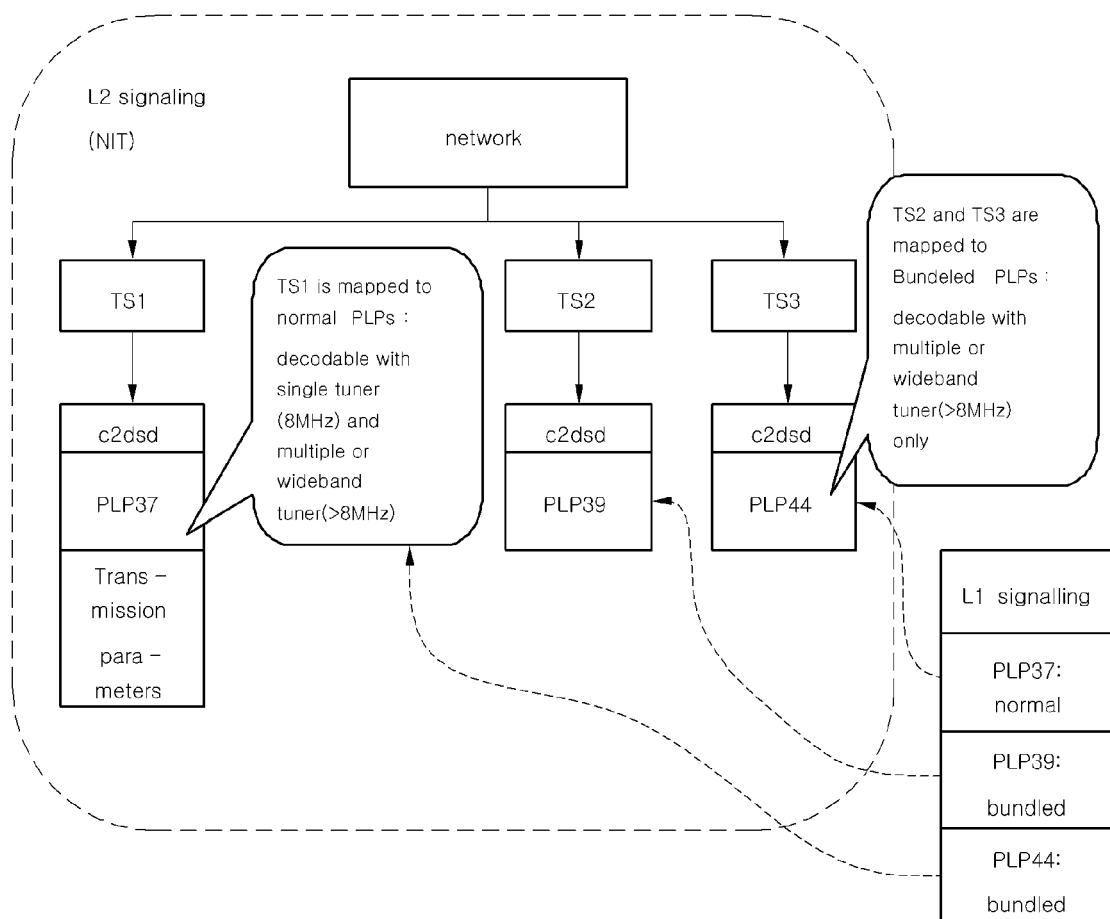 L2 signaling
(NIT)
network
TS1
TS2
TS3
TS1 is mapped to
normal PLPs :
decodable with
single tuner
(8MHz) and
multiple or
wideband
tuner(>8MHz)
TS2 and TS3 are
mapped to
Bundeled PLPs :
decodable with
multiple or
wideband
tuner(>8MHz)
only
c2dsd
PLP37
Trans –
mission
para –
meters
c2dsd
PLP39
c2dsd
PLP44
L1 signalling
PLP37:
normal
PLP39:
bundled
PLP44:
bundled